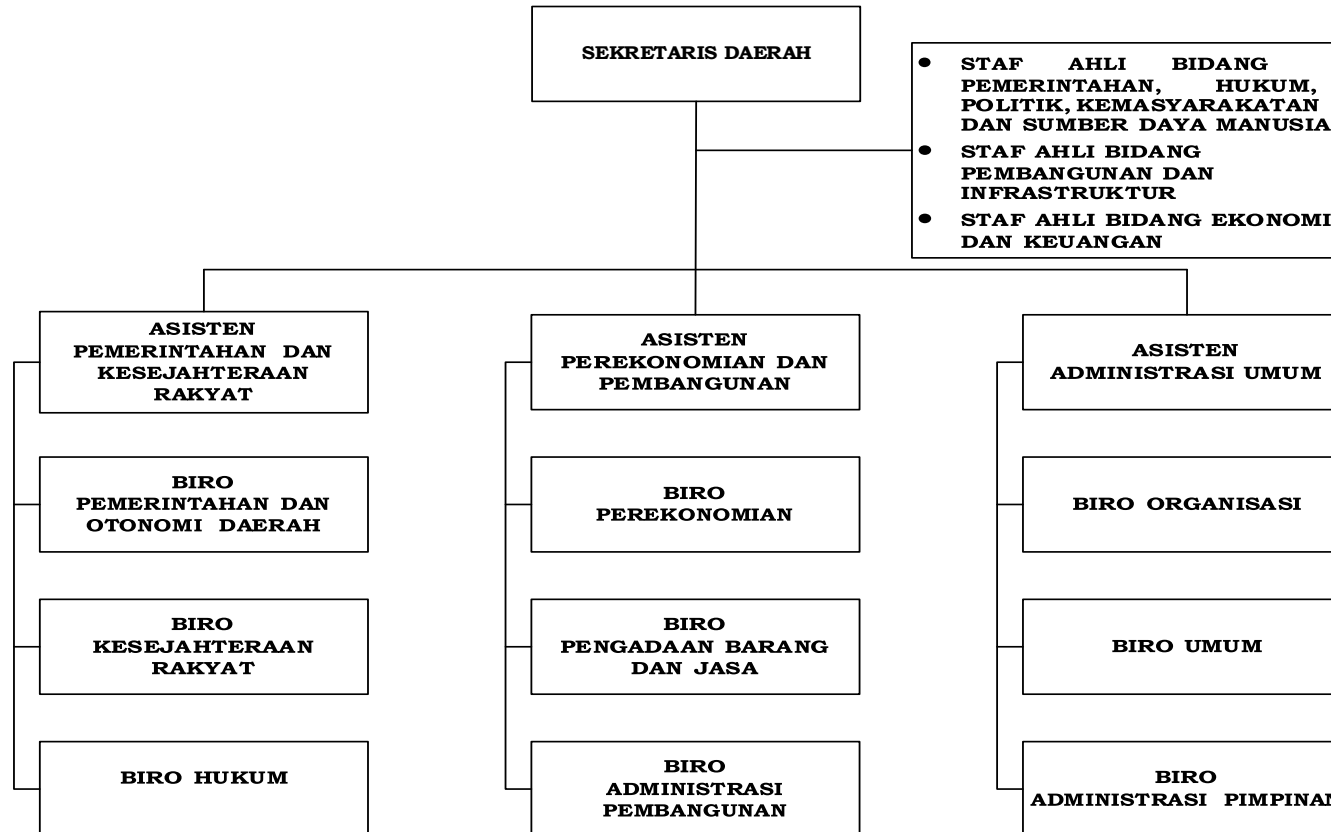 SEKRETARIS DAERAH
● STAF AHLI BIDANG
PEMERINTAHAN, HUKUM,
POLITIK, KEMASYARAKATAN
DAN SUMBER DAYA MANUSIA
● STAF AHLI BIDANG
PEMBANGUNAN DAN
INFRASTRUKTUR
● STAF AHLI BIDANG EKONOMI
DAN KEUANGAN
ASISTEN
PEMERINTAHAN DAN
KESEJAHTERAAN
RAKYAT
ASISTEN
PEREKONOMIAN DAN
PEMBANGUNAN
ASISTEN
ADMINISTRASI UMUM
BIRO
PEMERINTAHAN DAN
OTONOMI DAERAH
BIRO
PEREKONOMIAN
BIRO ORGANISASI
BIRO
KESEJAHTERAAN
RAKYAT
BIRO
PENGADAAN BARANG
DAN JASA
BIRO UMUM
BIRO HUKUM
BIRO
ADMINISTRASI
PEMBANGUNAN
BIRO
ADMINISTRASI PIMPINAN